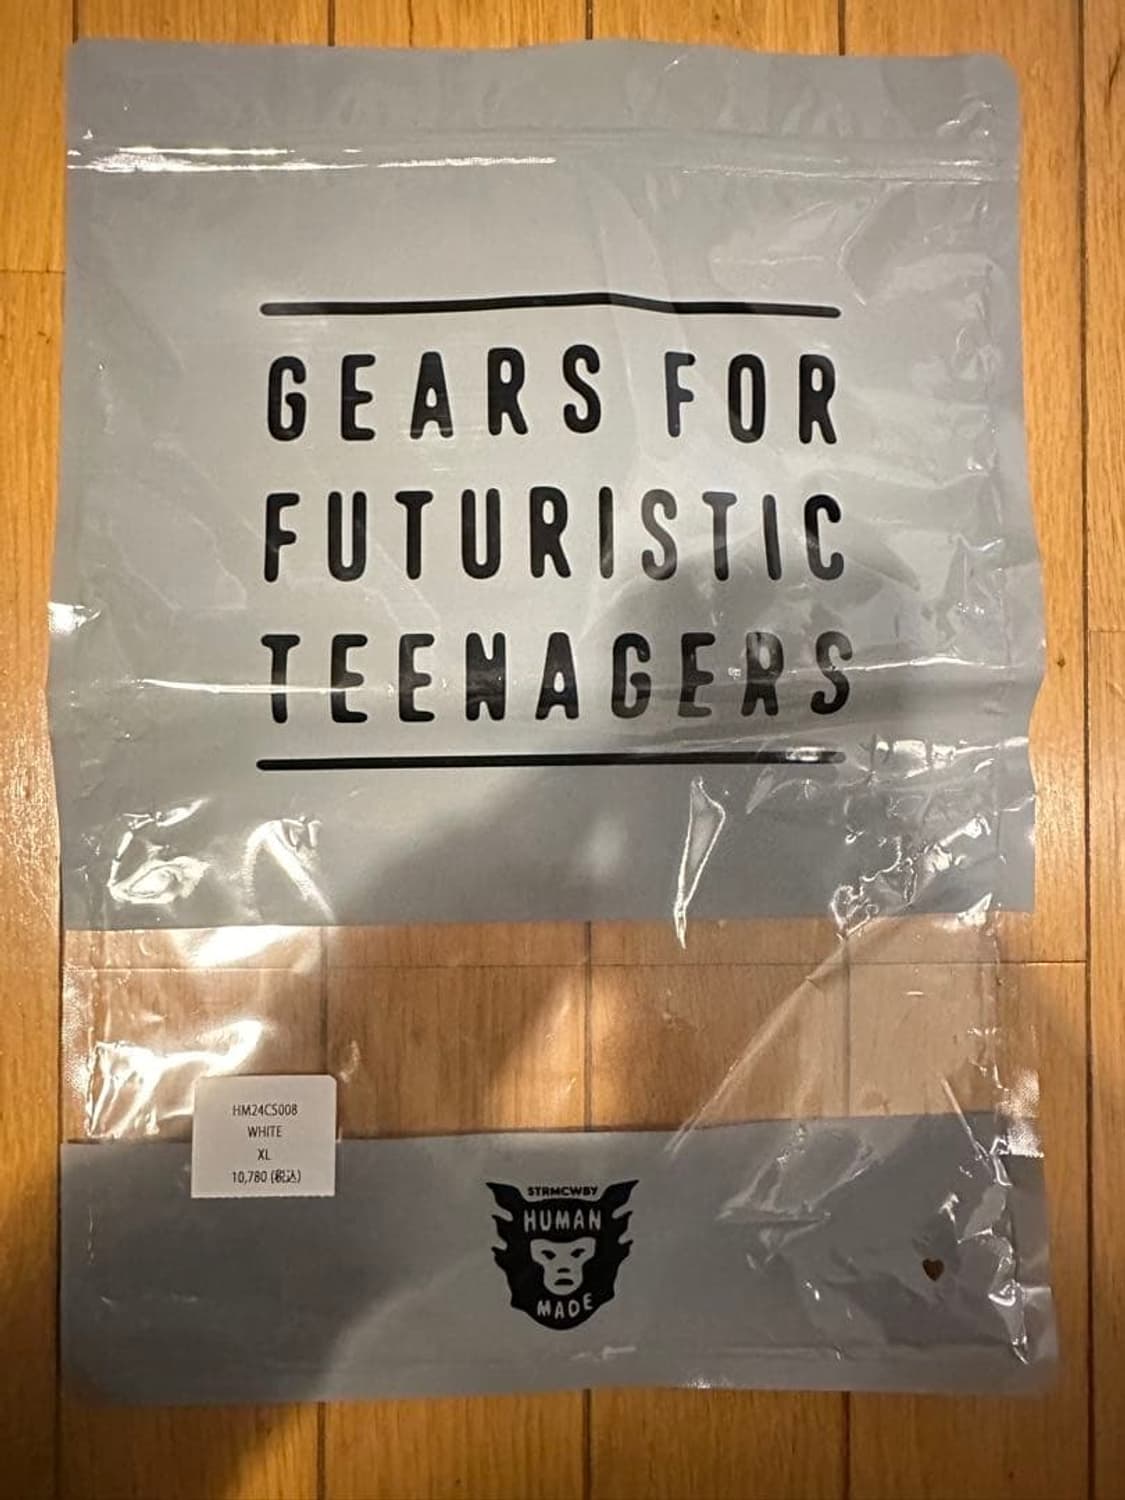 GEARS FOR
FUTURISTIC
TEENAGERS
HM24CS008
WHITE
XL
10,780 (税込)
STRMCWBY
HUMAN
MADE